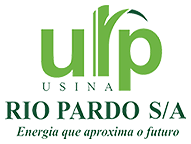 urp
USINA
RIO PARDO S/A
Energia que aproxima o futuro